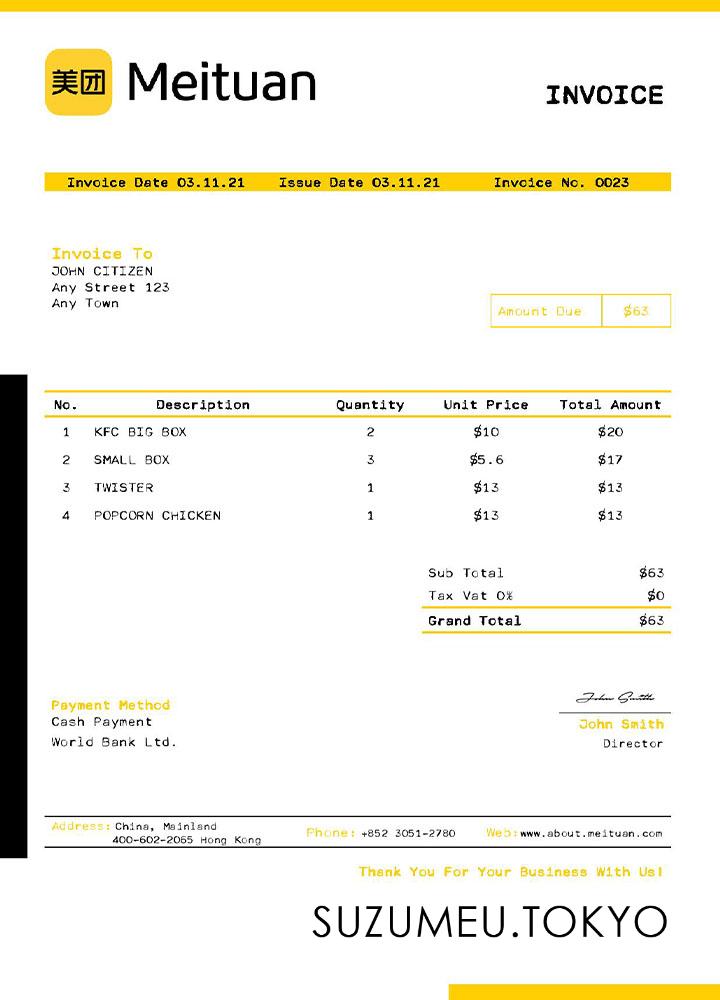 美团 Meituan
INVOICE
Invoice Date 03.11.21 Issue Date 03.11.21 Invoice No. 0023
Invoice To
JOHN CITIZEN
Any Street 123
Any Town
Amount Due $63
No. Description Quantity Unit Price Total Amount
1 KFC BIG BOX 2 $10 $20
2 SMALL BOX 3 $5.6 $17
3 TWISTER 1 $13 $13
4 POPCORN CHICKEN 1 $13 $13
Sub Total $63
Tax Vat 0% $0
Grand Total $63
Payment Method
Cash Payment
World Bank Ltd.
John Smith
John Smith
Director
Address: China, Mainland
400-602-2065 Hong Kong
Phone: +852 3051-2780
Web: www.about.meituan.com
Thank You For Your Business With Us!
SUZUMEU.TOKYO